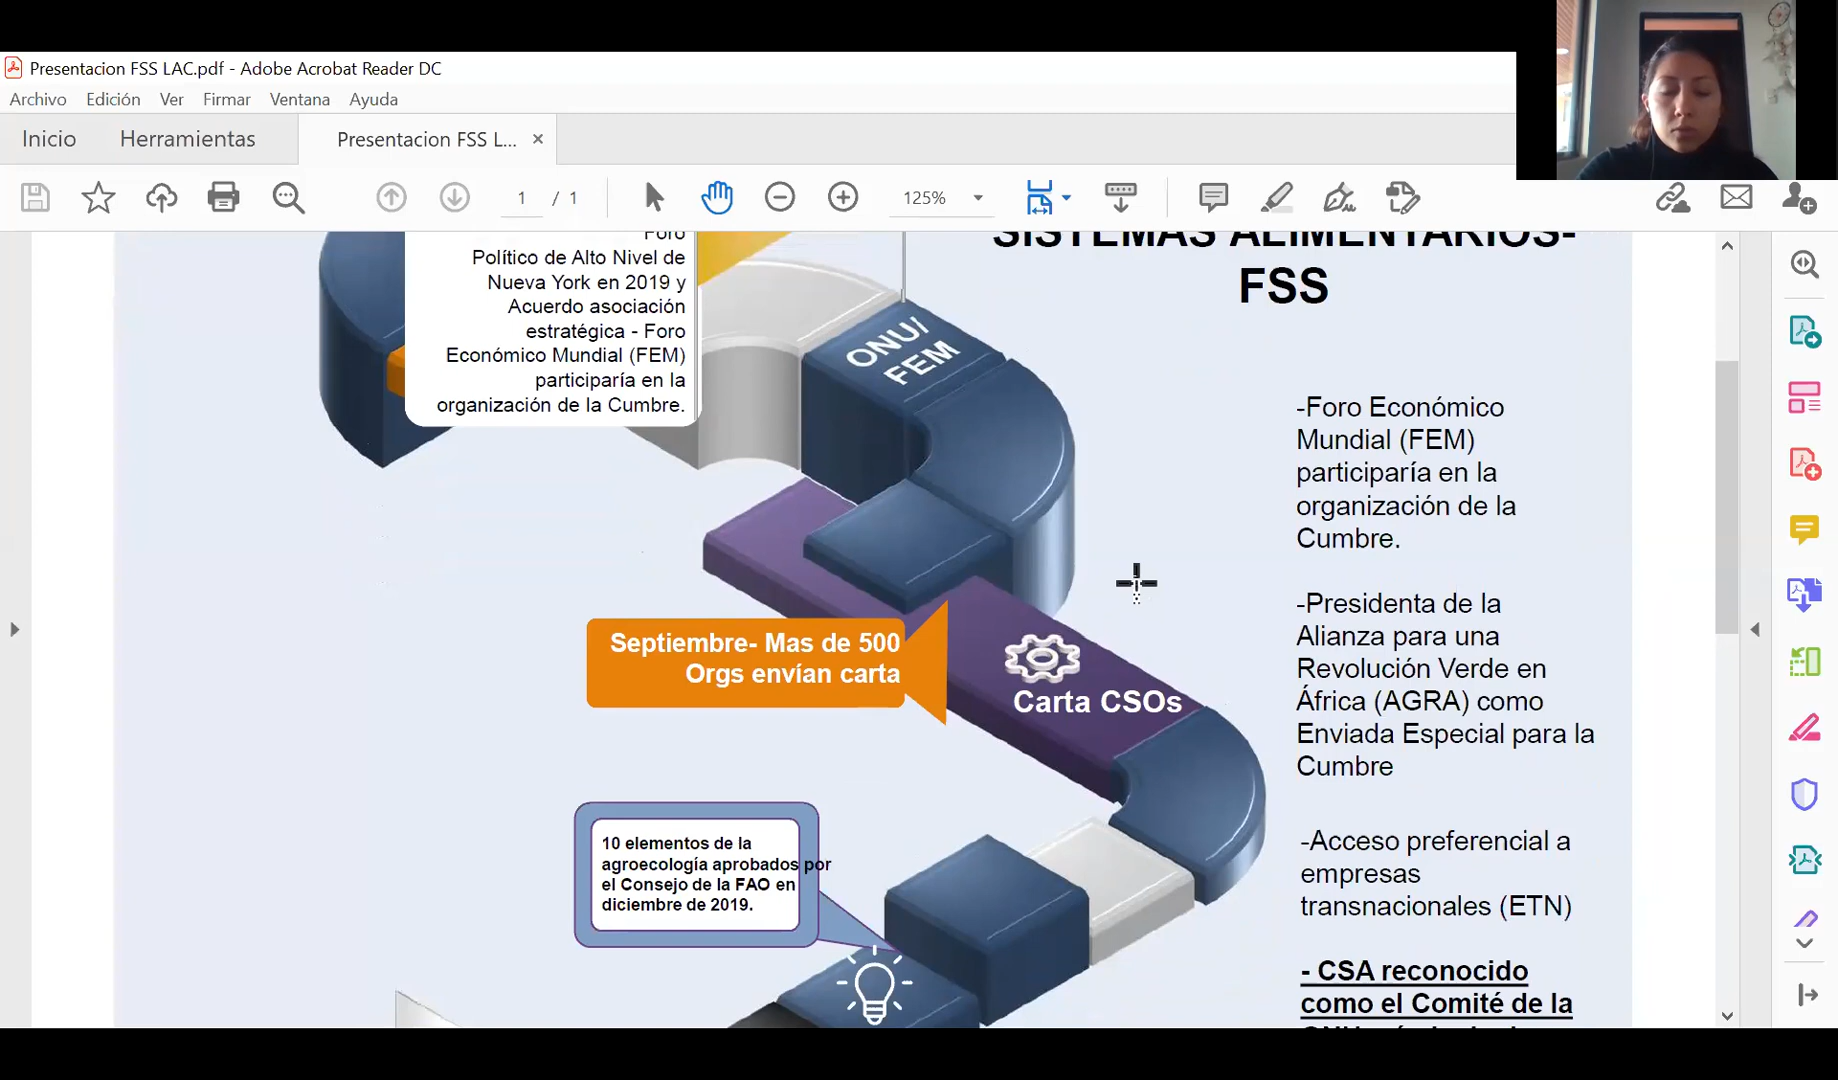 Presentacion FSS LAC.pdf - Adobe Acrobat Reader DC
Archivo Edición Ver Firmar Ventana Ayuda
Inicio Herramientas Presentacion FSS L... ×
1 / 1 125%
SISTEMAS ALIMENTARIOS-
FSS
Foro
Político de Alto Nivel de
Nueva York en 2019 y
Acuerdo asociación
estratégica - Foro
Económico Mundial (FEM)
participaría en la
organización de la Cumbre.
ONU/
FEM
Septiembre- Mas de 500
Orgs envían carta
Carta CSOs
10 elementos de la
agroecología aprobados por
el Consejo de la FAO en
diciembre de 2019.
-Foro Económico
Mundial (FEM)
participaría en la
organización de la
Cumbre.
-Presidenta de la
Alianza para una
Revolución Verde en
África (AGRA) como
Enviada Especial para la
Cumbre
-Acceso preferencial a
empresas
transnacionales (ETN)
- CSA reconocido
como el Comité de la